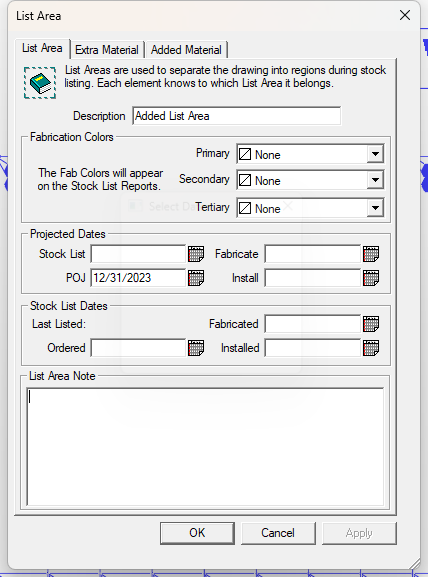 List Area
List Area Extra Material Added Material
List Areas are used to separate the drawing into regions during stock
listing. Each element knows to which List Area it belongs.
Description Added List Area
Fabrication Colors
The Fab Colors will appear
on the Stock List Reports.
Primary None
Secondary None
Tertiary None
Projected Dates
Stock List Fabricate
POJ 12/31/2023 Install
Stock List Dates
Last Listed: Fabricated
Ordered Installed
List Area Note
OK Cancel Apply